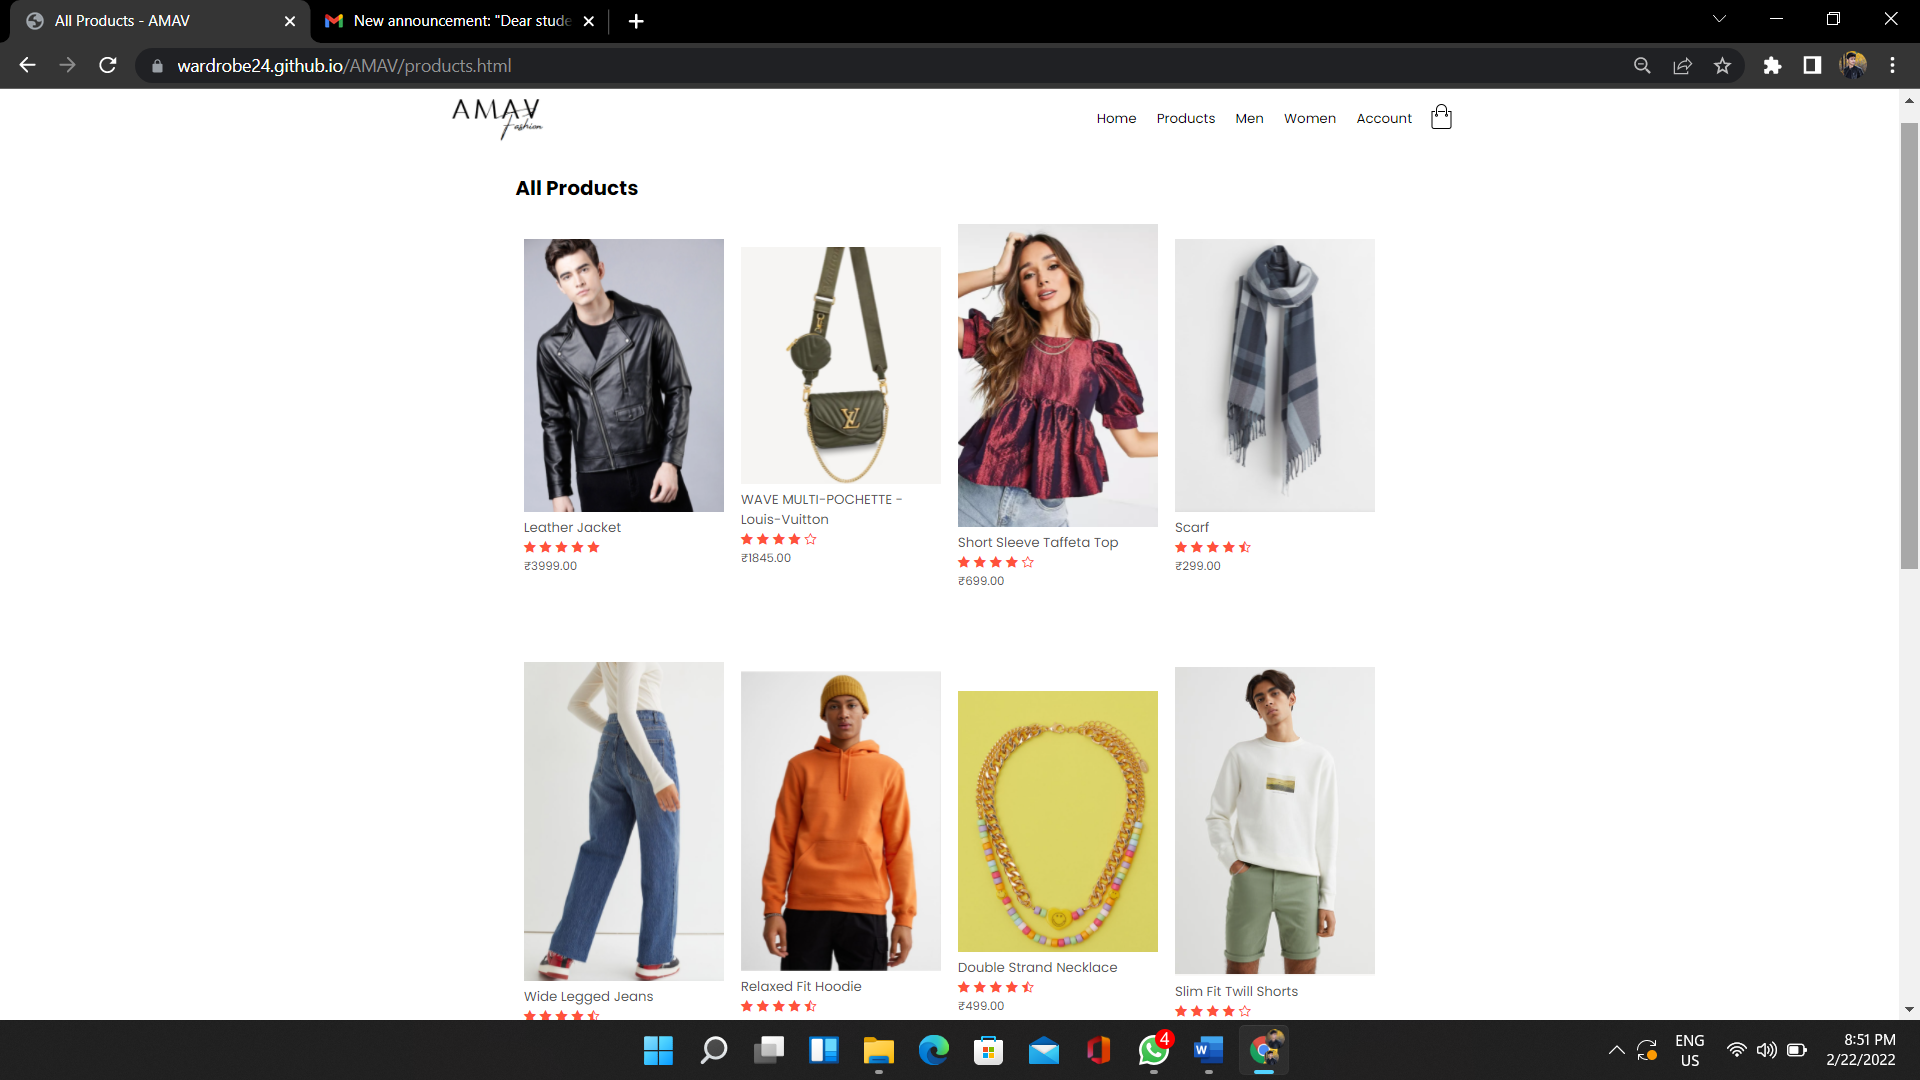 All Products - AMAV
New announcement: "Dear stude
wardrobe24.github.io/AMAV/products.html
AMAV
Fashion
Home Products Men Women Account
All Products
LV
Leather Jacket
₹3999.00
WAVE MULTI-POCHETTE -
Louis-Vuitton
₹1845.00
Short Sleeve Taffeta Top
₹699.00
Scarf
₹299.00
Wide Legged Jeans
Relaxed Fit Hoodie
Double Strand Necklace
₹499.00
Slim Fit Twill Shorts
4
W
ENG
US
8:51 PM
2/22/2022